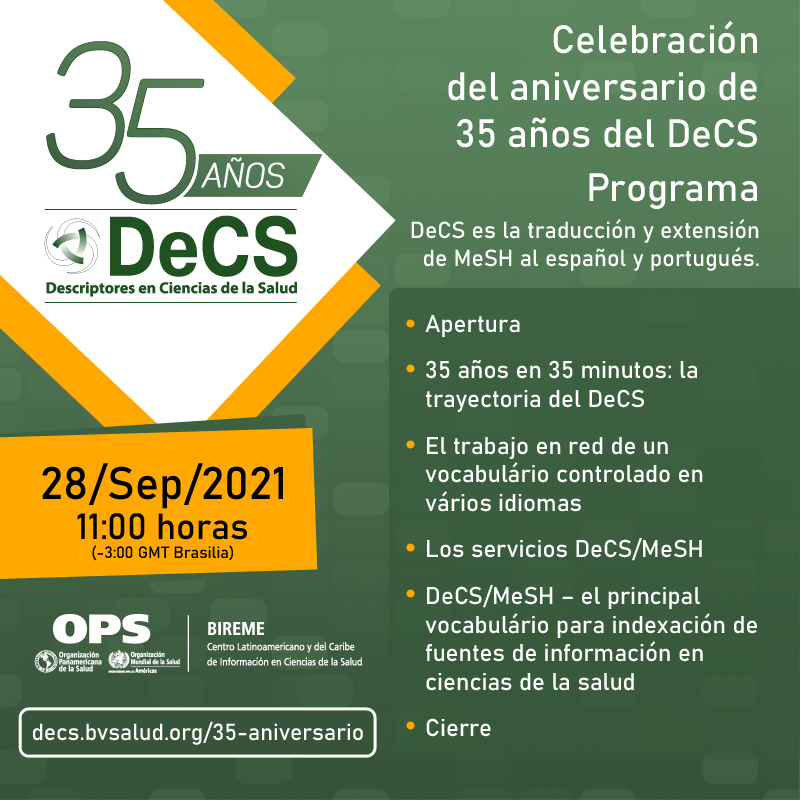 35
AÑOS
DeCS
Descriptores en Ciencias de la Salud
Celebración
del aniversario de
35 años del DeCS
Programa
DeCS es la traducción y extensión
de MeSH al español y portugués.
• Apertura
• 35 años en 35 minutos: la
trayectoria del DeCS
• El trabajo en red de un
vocabulário controlado en
vários idiomas
• Los servicios DeCS/MeSH
• DeCS/MeSH – el principal
vocabulário para indexación de
fuentes de información en
ciencias de la salud
• Cierre
28/Sep/2021
11:00 horas
(-3:00 GMT Brasilia)
OPS
Organización
Panamericana
de la Salud
Organización
Mundial de la Salud
Américas
BIREME
Centro Latinoamericano y del Caribe
de Información en Ciencias de la Salud
decs.bvsalud.org/35-aniversario